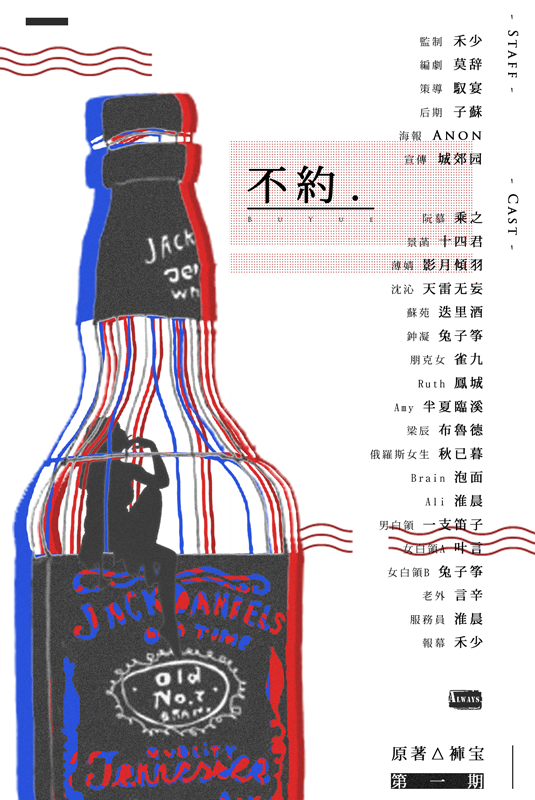 STAFF
監制 禾少
編劇 莫辞
策導 馭宴
后期 子蘇
海報 ANON
宣傳 城郊园
不約.
BUYUE
CAST
阮慕 乘之
景菡 十四君
薄婧 影月傾羽
沈沁 天雷无妄
蘇苑 迭里酒
鈡凝 兔子筝
朋克女 雀九
Ruth 鳳城
Amy 半夏臨溪
梁辰 布魯德
俄羅斯女生 秋已暮
Brain 泡面
Ali 淮晨
男白領 一支笛子
女白領A 叶言
女白領B 兔子筝
老外 言辛
服務員 淮晨
報幕 禾少
JACK
JACK DANIEL'S
OLD TIME
Old
No.7
QUALITY
Tennessee
ALWAYS
原著△褲宝
第一期